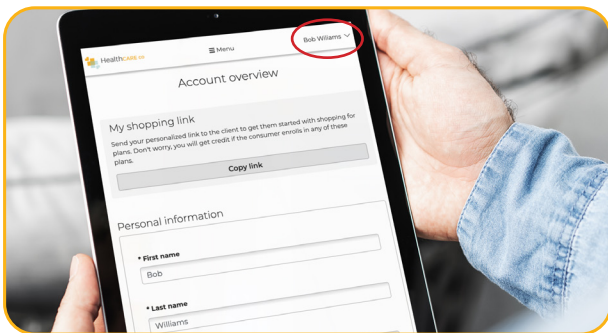 HealthCARE.co
Menu
Bob Wiliams
Account overview
My shopping link
Send your personalized link to the client to get them started with shopping for
plans. Don't worry, you will get credit if the consumer enrolls in any of these
plans.
Copy link
Personal information
* First name
Bob
* Last name
Williams